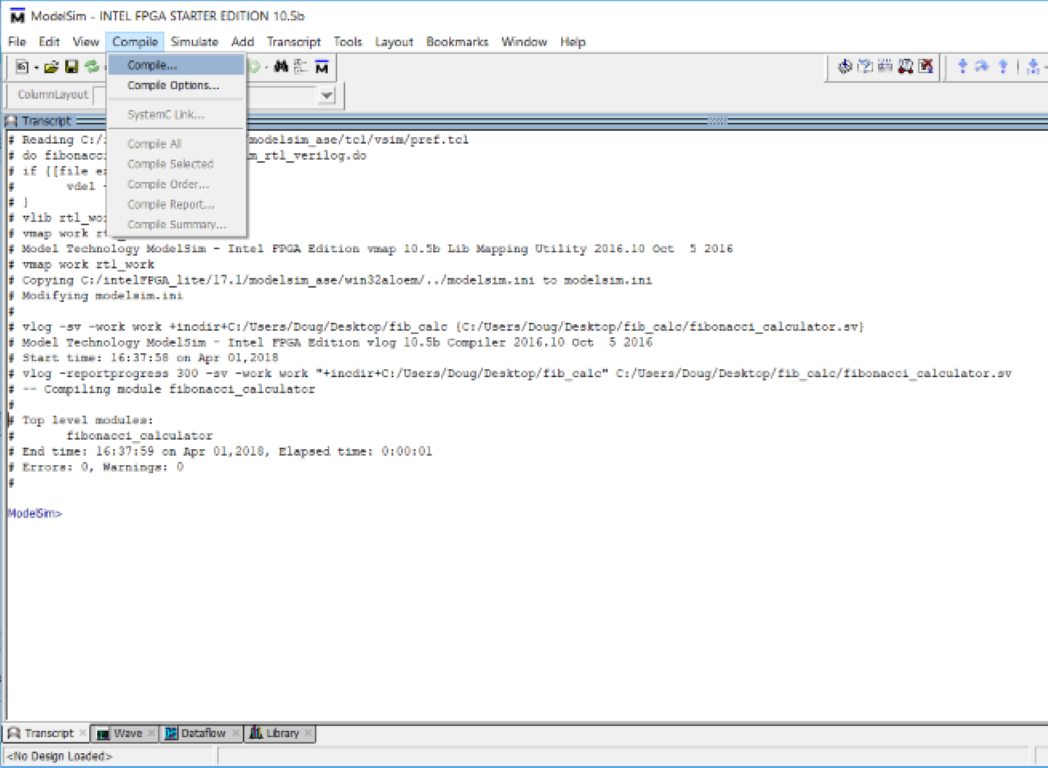 ModelSim - INTEL FPGA STARTER EDITION 10.5b
File Edit View Compile Simulate Add Transcript Tools Layout Bookmarks Window Help
Compile...
Compile Options...
SystemC Link...
Compile All
Compile Selected
Compile Order...
Compile Report...
Compile Summary...
ColumnLayout
Transcript
# Reading C:/ modelsim_ase/tcl/vsim/pref.tcl
# do fibonacc m_rtl_verilog.do
# if {[file e
# vdel
# }
# vlib rtl_wo
# vmap work rt
# Model Technology ModelSim - Intel FPGA Edition vmap 10.5b Lib Mapping Utility 2016.10 Oct  5 2016
# vmap work rtl_work
# Copying C:/intelFPGA_lite/17.1/modelsim_ase/win32aloem/../modelsim.ini to modelsim.ini
# Modifying modelsim.ini
#
# vlog -sv -work work +incdir+C:/Users/Doug/Desktop/fib_calc {C:/Users/Doug/Desktop/fib_calc/fibonacci_calculator.sv}
# Model Technology ModelSim - Intel FPGA Edition vlog 10.5b Compiler 2016.10 Oct  5 2016
# Start time: 16:37:58 on Apr 01,2018
# vlog -reportprogress 300 -sv -work work "+incdir+C:/Users/Doug/Desktop/fib_calc" C:/Users/Doug/Desktop/fib_calc/fibonacci_calculator.sv
# -- Compiling module fibonacci_calculator
#
# Top level modules:
# fibonacci_calculator
# End time: 16:37:59 on Apr 01,2018, Elapsed time: 0:00:01
# Errors: 0, Warnings: 0
#
ModelSim>
Transcript Wave Dataflow Library
<No Design Loaded>